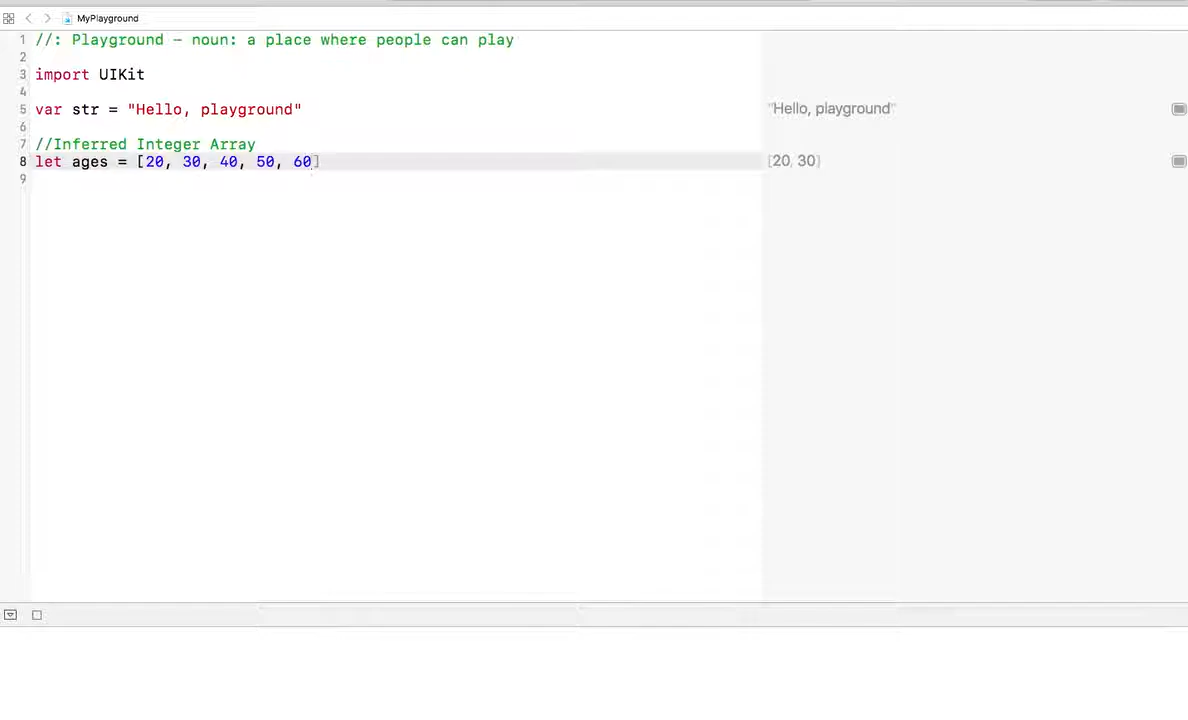 MyPlayground
1 //: Playground - noun: a place where people can play
2
3 import UIKit
4
5 var str = "Hello, playground" "Hello, playground"
6
7 //Inferred Integer Array
8 let ages = [20, 30, 40, 50, 60] [20, 30]
9